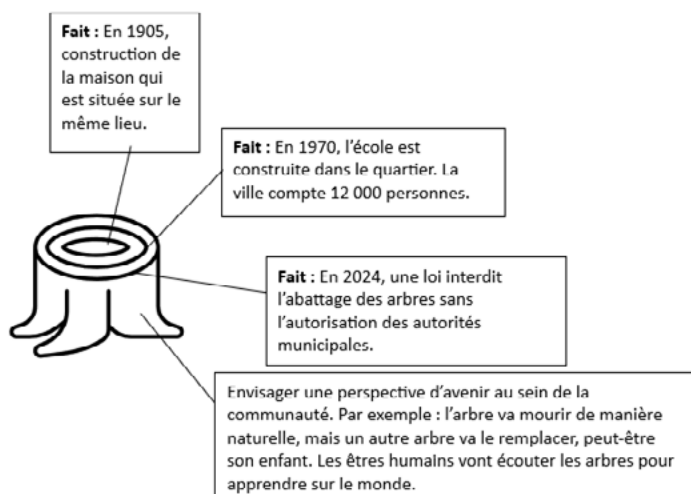 Fait : En 1905,
construction de
la maison qui
est située sur le
même lieu.
Fait : En 1970, l'école est
construite dans le quartier. La
ville compte 12 000 personnes.
Fait : En 2024, une loi interdit
l'abattage des arbres sans
l'autorisation des autorités
municipales.
Envisager une perspective d'avenir au sein de la
communauté. Par exemple : l'arbre va mourir de manière
naturelle, mais un autre arbre va le remplacer, peut-être
son enfant. Les êtres humains vont écouter les arbres pour
apprendre sur le monde.